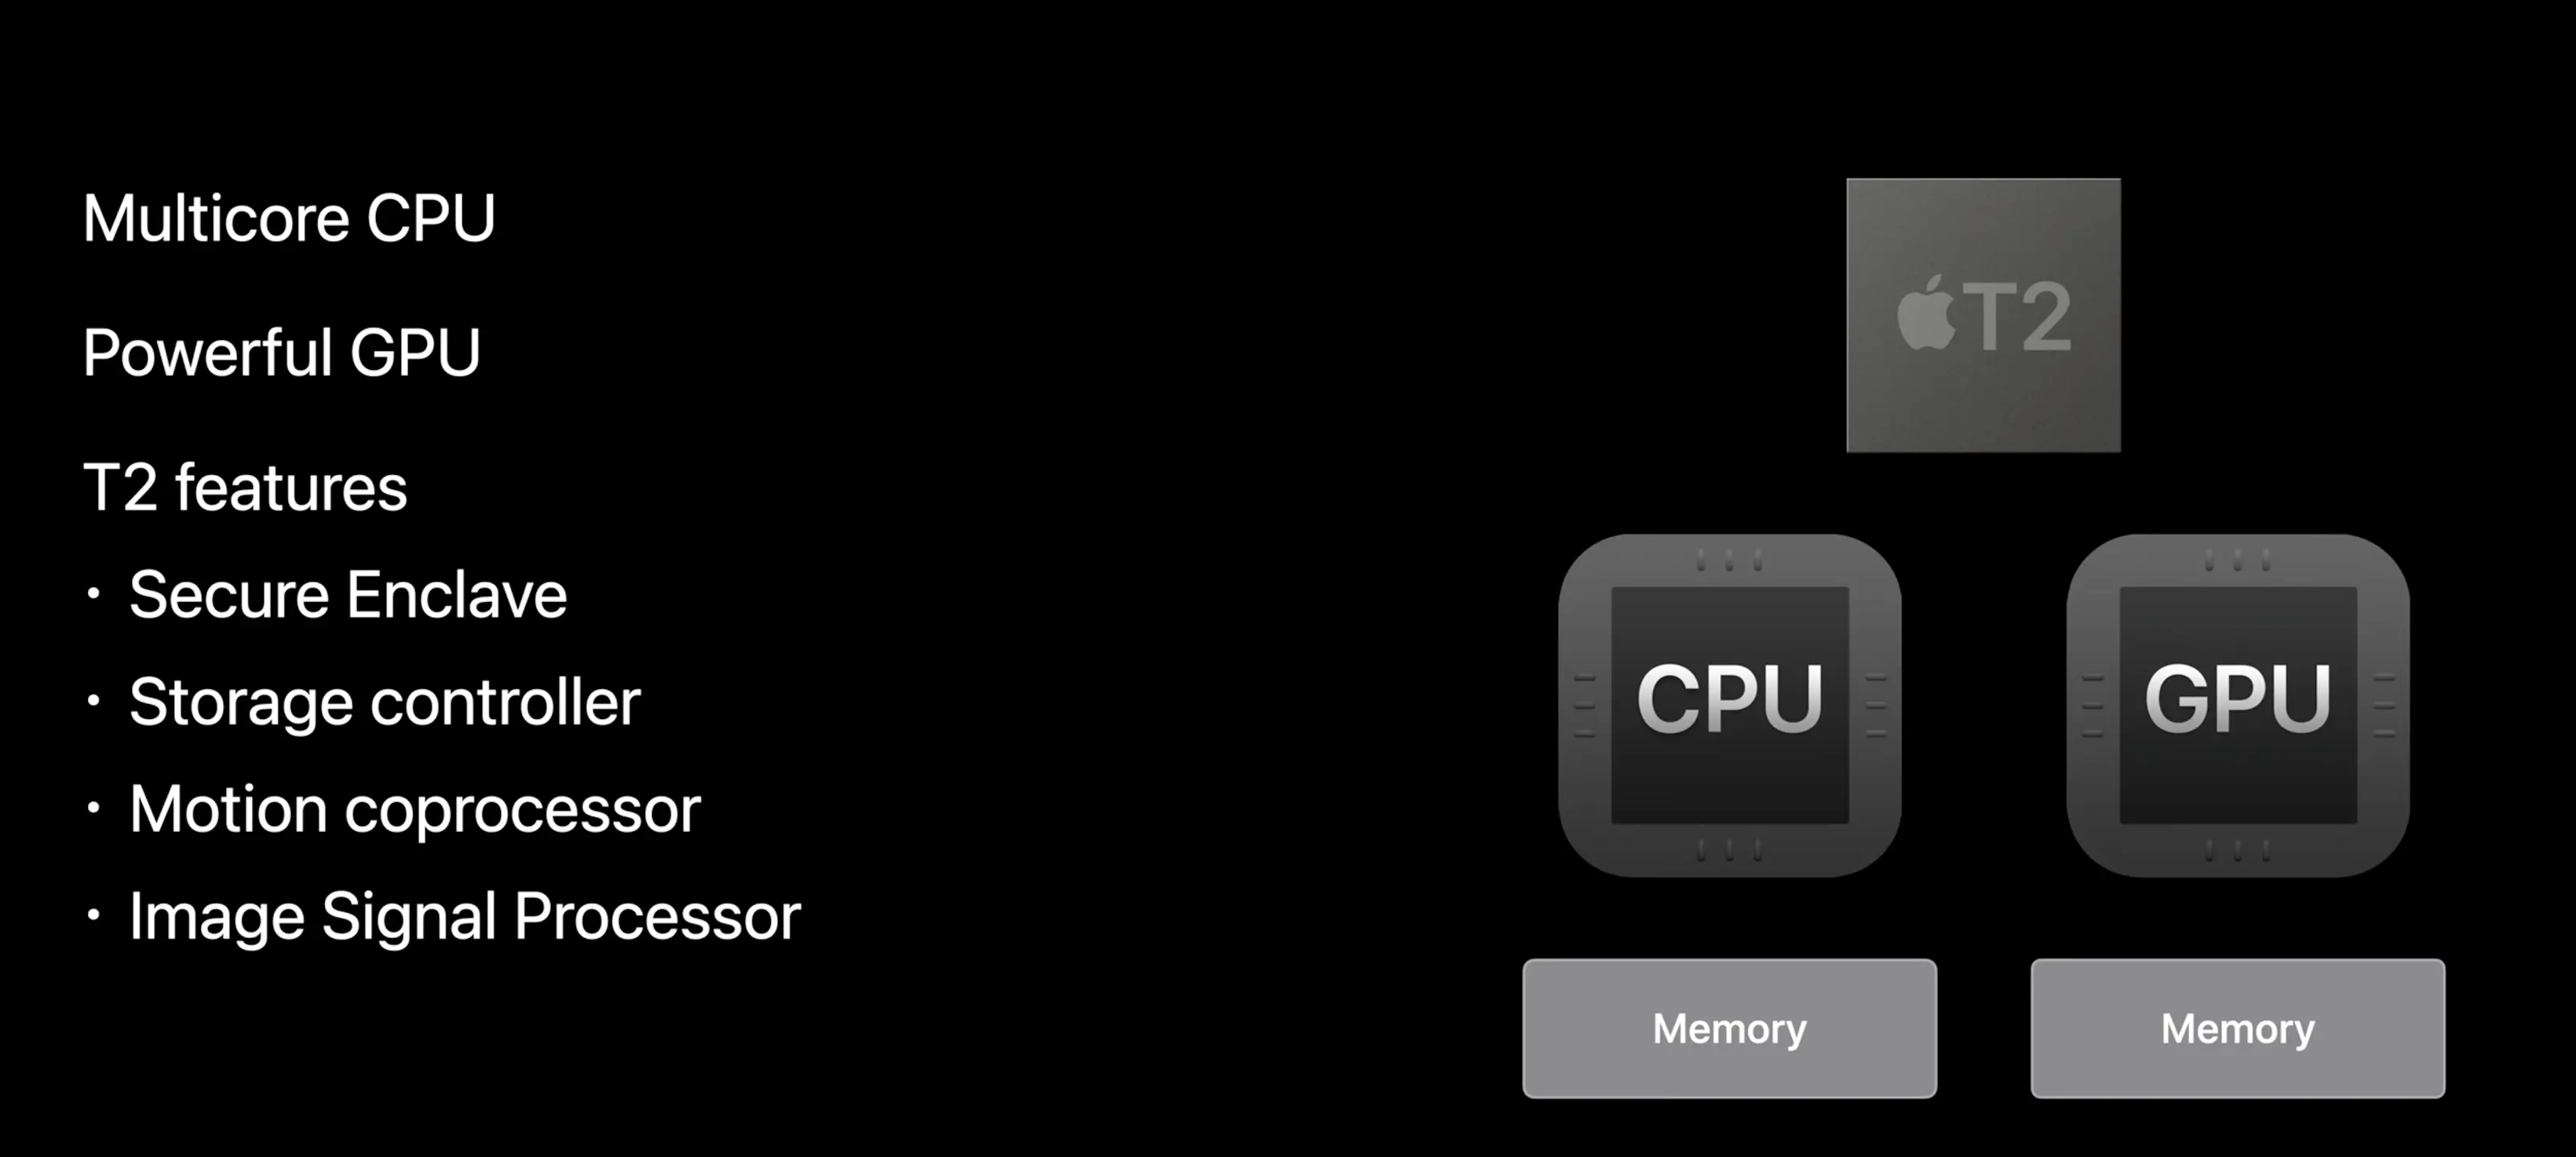 Multicore CPU
Powerful GPU
T2 features
• Secure Enclave
• Storage controller
• Motion coprocessor
• Image Signal Processor
T2
CPU
GPU
Memory
Memory